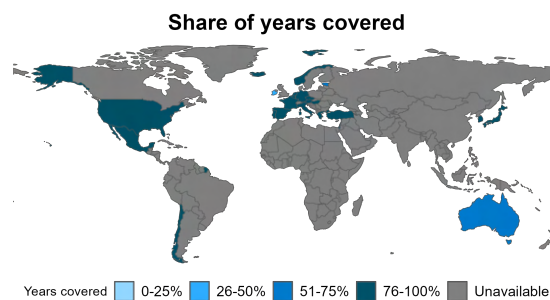 Share of years covered
Years covered 0-25% 26-50% 51-75% 76-100% Unavailable